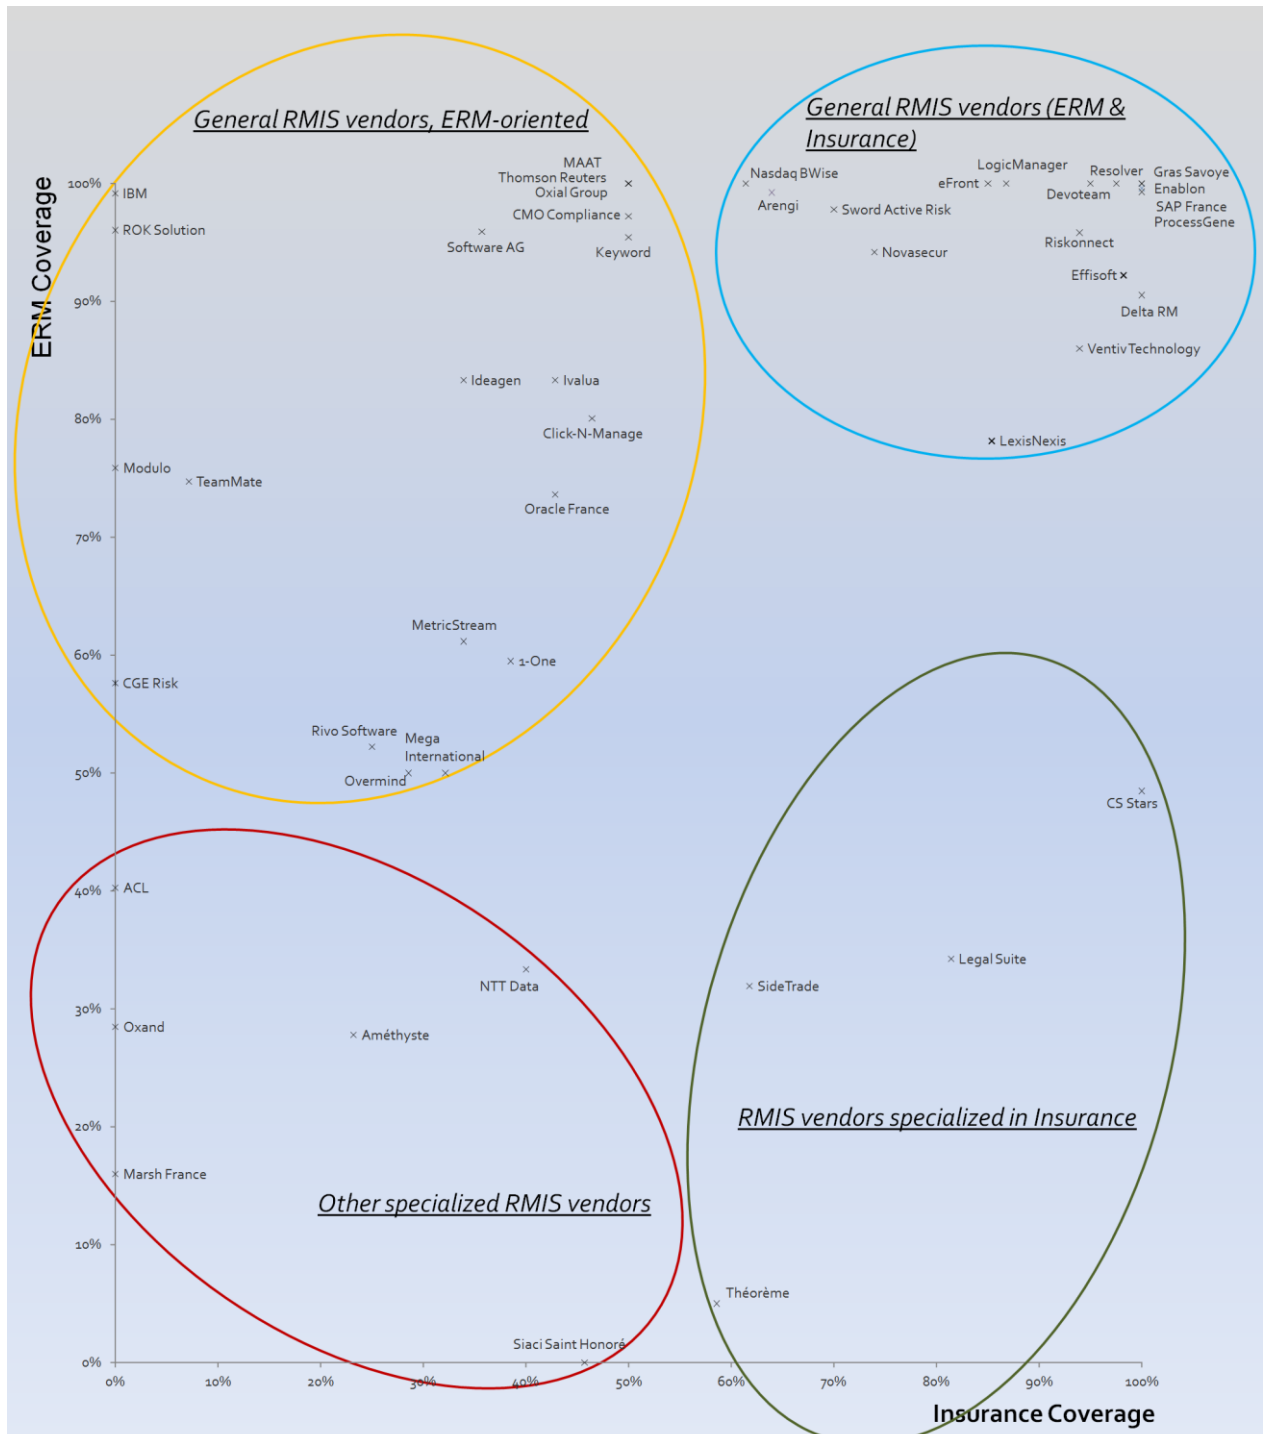 General RMIS vendors, ERM-oriented
General RMIS vendors (ERM &
Insurance)
ERM Coverage
100%
90%
80%
70%
60%
50%
40%
30%
20%
10%
0%
MAAT
Thomson Reuters
Oxial Group
IBM
CMO Compliance
ROK Solution
Software AG
Keyword
Ideagen
Ivalua
Click-N-Manage
Modulo
TeamMate
Oracle France
MetricStream
1-One
CGE Risk
Rivo Software
Mega
International
Overmind
Nasdaq BWise
LogicManager
Resolver
Gras Savoye
eFront
Devoteam
Enablon
Arengi
Sword Active Risk
SAP France
ProcessGene
Novasecur
Riskonnect
Effisoft
Delta RM
Ventiv Technology
LexisNexis
ACL
NTT Data
Oxand
Améthyste
Marsh France
Other specialized RMIS vendors
Siaci Saint Honoré
CS Stars
Legal Suite
SideTrade
RMIS vendors specialized in Insurance
Théorème
0%
10%
20%
30%
40%
50%
60%
70%
80%
90%
100%
Insurance Coverage